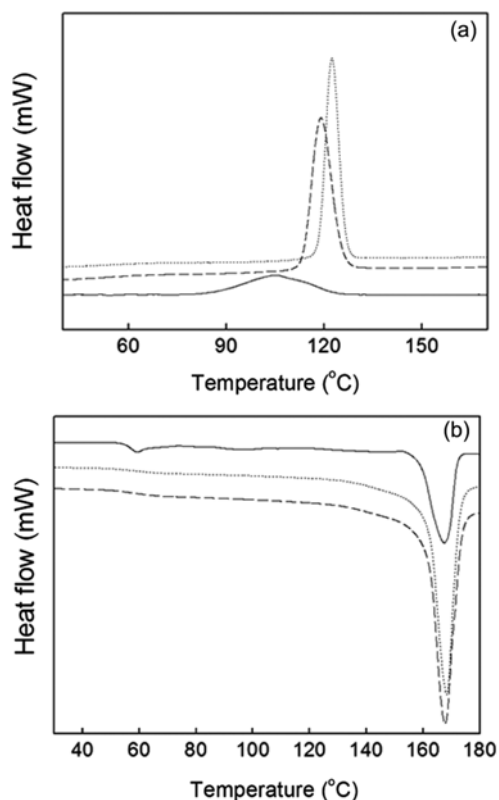 (a)
Heat flow (mW)
60 90 120 150
Temperature (°C)
(b)
Heat flow (mW)
40 60 80 100 120 140 160 180
Temperature (°C)